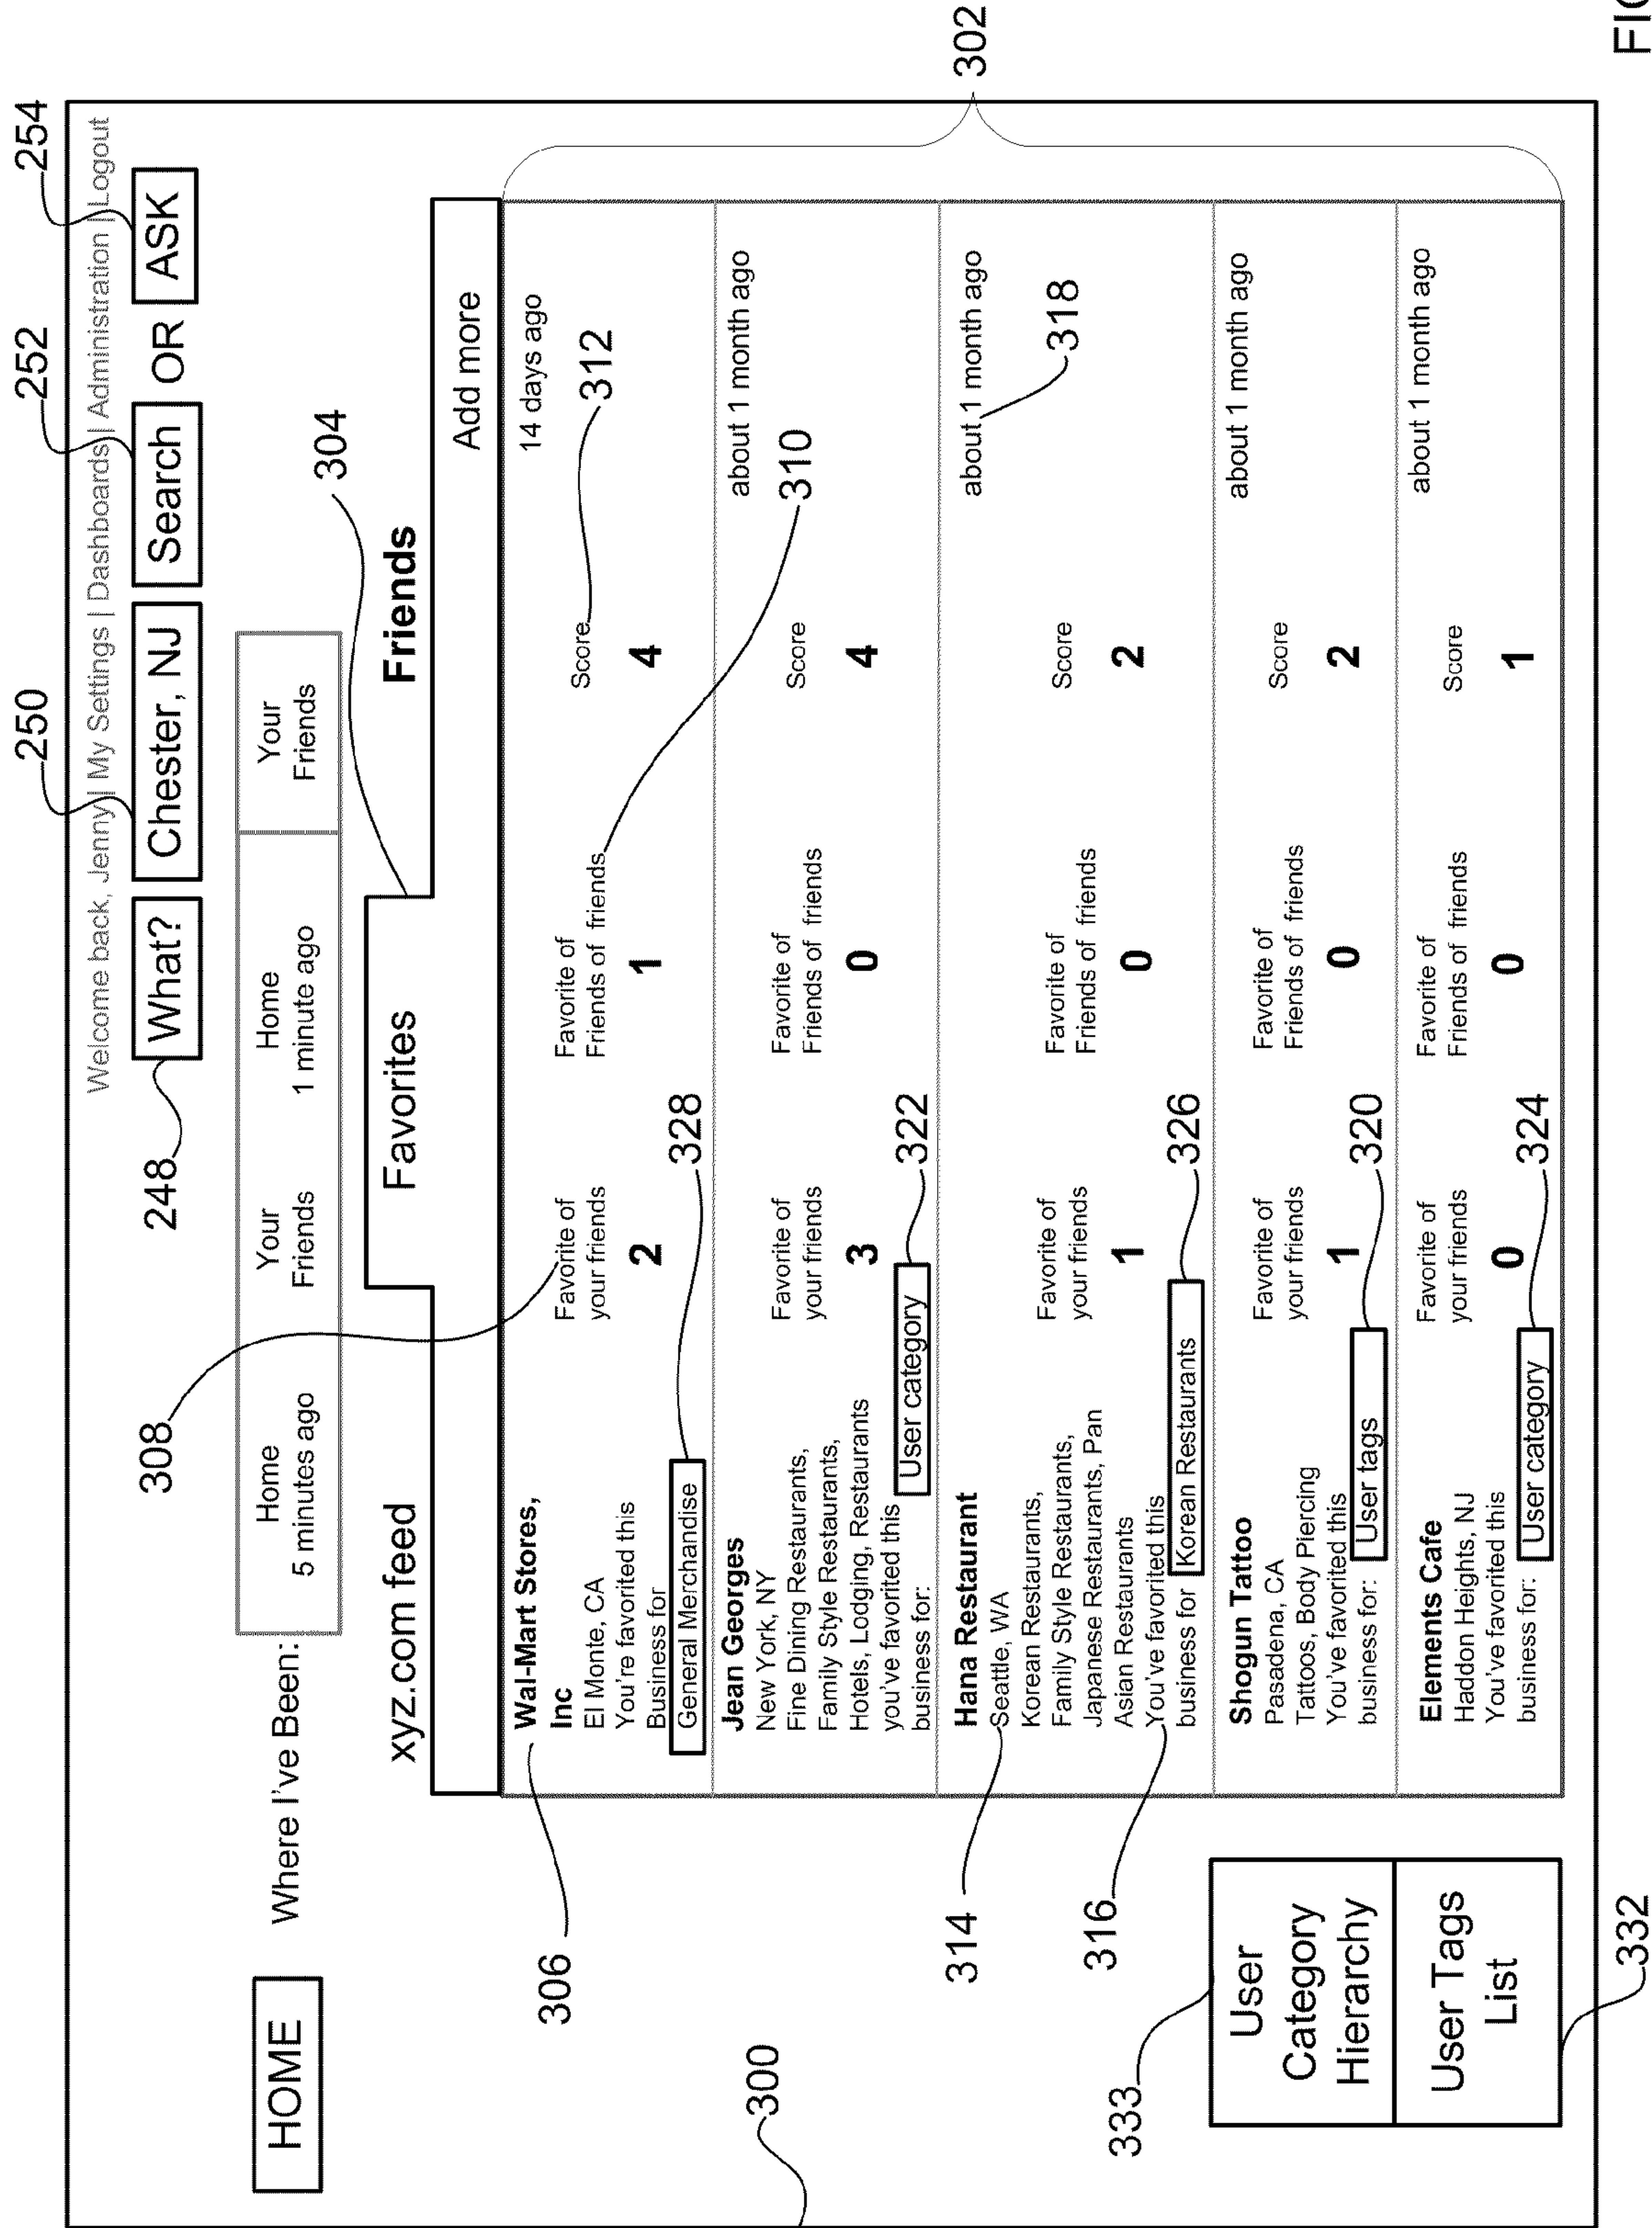 254
252
250
Welcome back, Jenny| My Settings | Dashboards| Administration | Logout
248
What?
Chester, NJ
Search
OR
ASK
HOME
Where I've Been:
Home
5 minutes ago
Your
Friends
Home
1 minute ago
Your
Friends
308
304
xyz.com feed
Favorites
Friends
Add more
306
Wal-Mart Stores,
Inc
El Monte, CA
You're favorited this
Business for
General Merchandise
328
Favorite of
your friends
2
Favorite of
Friends of friends
1
Score
4
312
14 days ago
Jean Georges
New York, NY
Fine Dining Restaurants,
Family Style Restaurants,
Hotels, Lodging, Restaurants
you've favorited this
business for:
User category
322
Favorite of
your friends
3
Favorite of
Friends of friends
0
Score
4
310
about 1 month ago
302
314
Hana Restaurant
Seattle, WA
Korean Restaurants,
Family Style Restaurants,
Japanese Restaurants, Pan
Asian Restaurants
You've favorited this
business for
Korean Restaurants
316
326
Favorite of
your friends
1
Favorite of
Friends of friends
0
Score
2
about 1 month ago
318
Shogun Tattoo
Pasadena, CA
Tattoos, Body Piercing
You've favorited this
business for:
User tags
320
Favorite of
your friends
1
Favorite of
Friends of friends
0
Score
2
about 1 month ago
Elements Cafe
Haddon Heights, NJ
You've favorited this
business for:
User category
324
Favorite of
your friends
0
Favorite of
Friends of friends
0
Score
1
about 1 month ago
300
333
User
Category
Hierarchy
User Tags
List
332